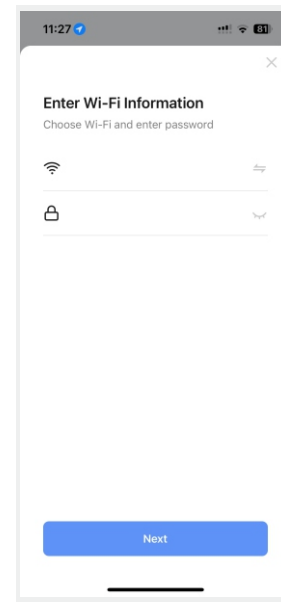 11:27
81
Enter Wi-Fi Information
Choose Wi-Fi and enter password
Next